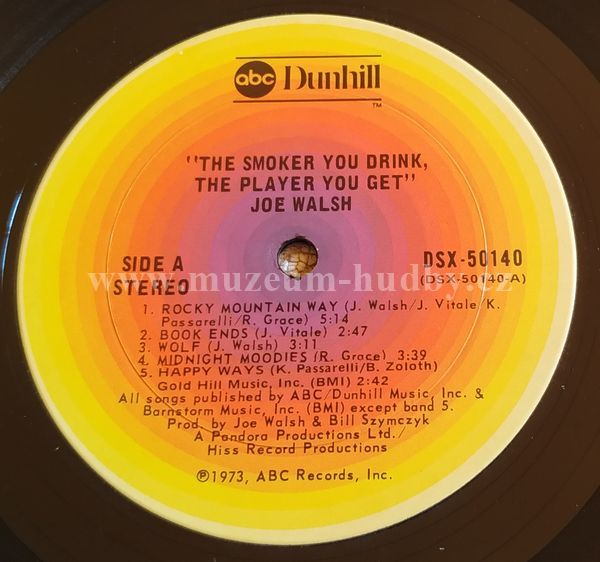 abc Dunhill
TM
"THE SMOKER YOU DRINK,
THE PLAYER YOU GET"
JOE WALSH
SIDE A
STEREO
DSX-50140
(DSX-50140-A)
www.muzeum-hudby.cz
1. ROCKY MOUNTAIN WAY (J. Walsh/J. Vitale/K.
Passarelli/R. Grace) 5:14
2. BOOK ENDS (J. Vitale) 2:47
3. WOLF (J. Walsh) 3:11
4. MIDNIGHT MOODIES (R. Grace) 3:39
5. HAPPY WAYS (K. Passarelli/B. Zoloth)
Gold Hill Music, Inc. (BMI) 2:42
All songs published by ABC/Dunhill Music, Inc. &
Barnstorm Music, Inc. (BMI) except band 5.
Prod. by Joe Walsh & Bill Szymczyk
A Pandora Productions Ltd./
Hiss Record Productions
℗1973, ABC Records, Inc.